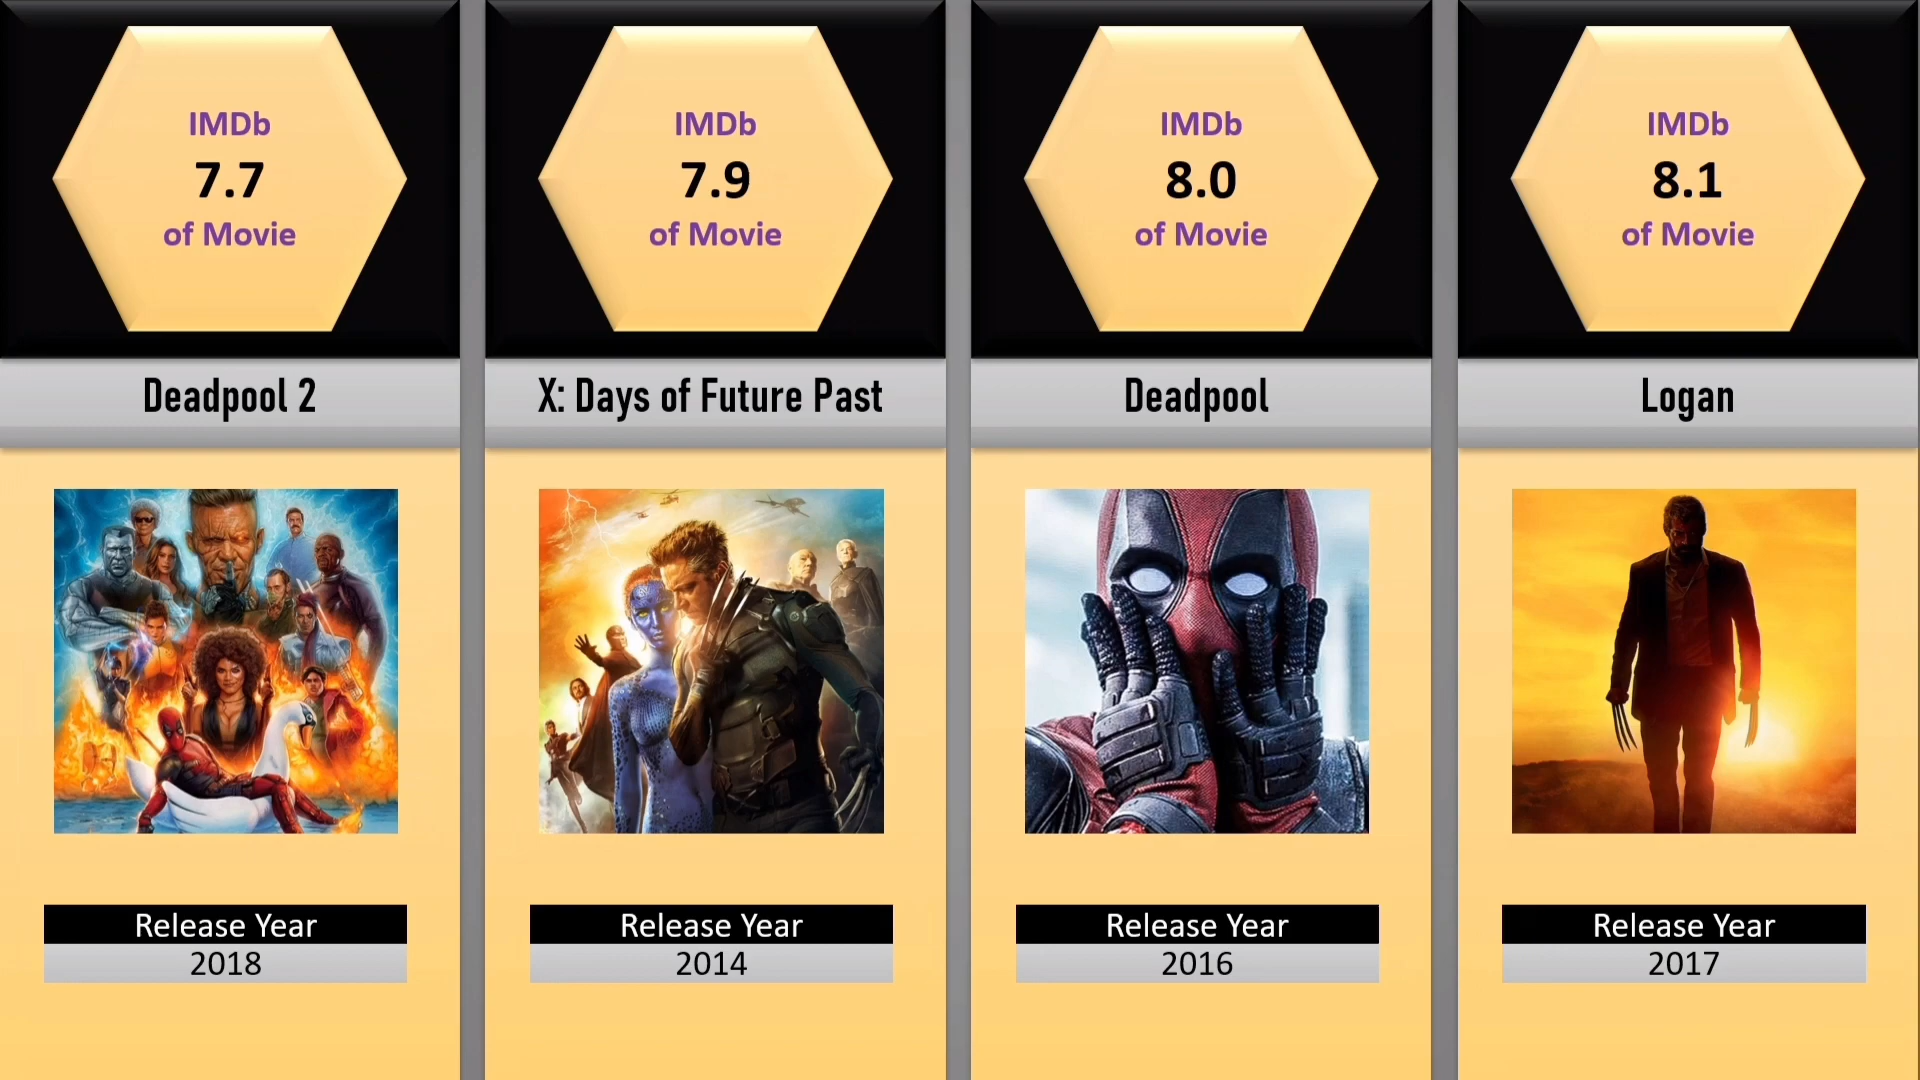 IMDb
7.7
of Movie
Deadpool 2
Release Year
2018
IMDb
7.9
of Movie
X: Days of Future Past
Release Year
2014
IMDb
8.0
of Movie
Deadpool
Release Year
2016
IMDb
8.1
of Movie
Logan
Release Year
2017